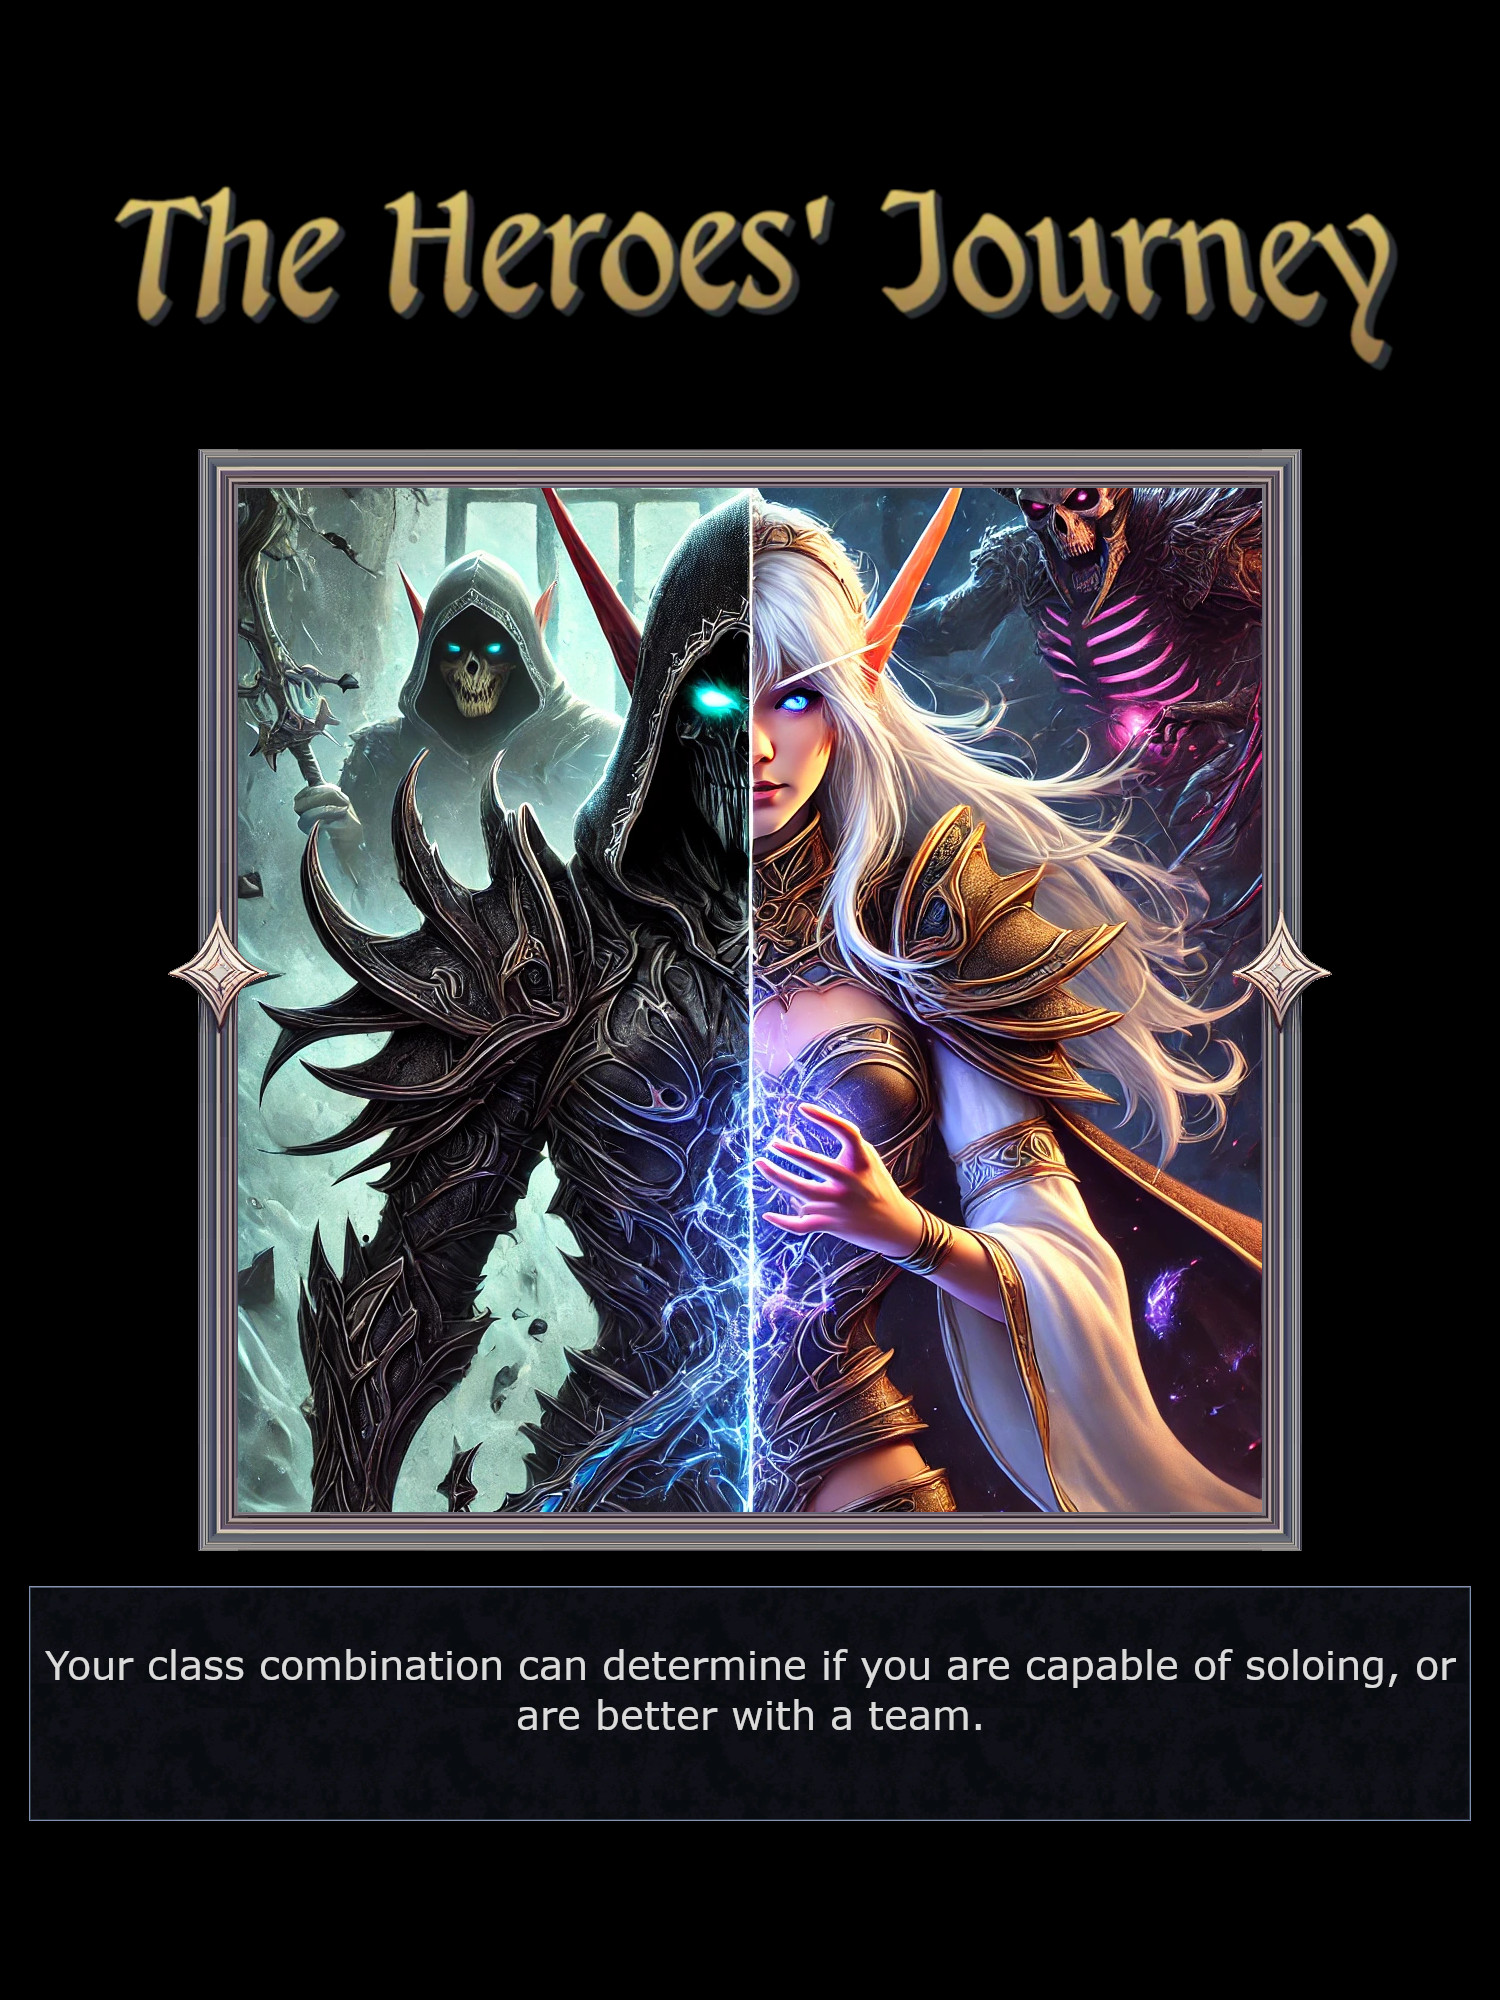 The Heroes' Journey
Your class combination can determine if you are capable of soloing, or
are better with a team.